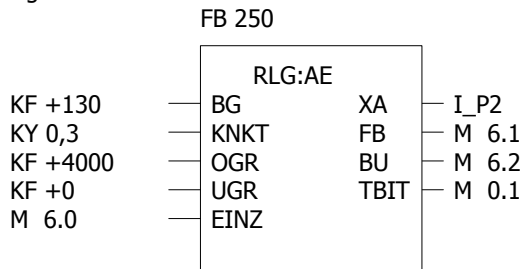 FB 250
RLG:AE
KF +130 BG XA I_P2
KY 0,3 KNKT FB M 6.1
KF +4000 OGR BU M 6.2
KF +0 UGR TBIT M 0.1
M 6.0 EINZ